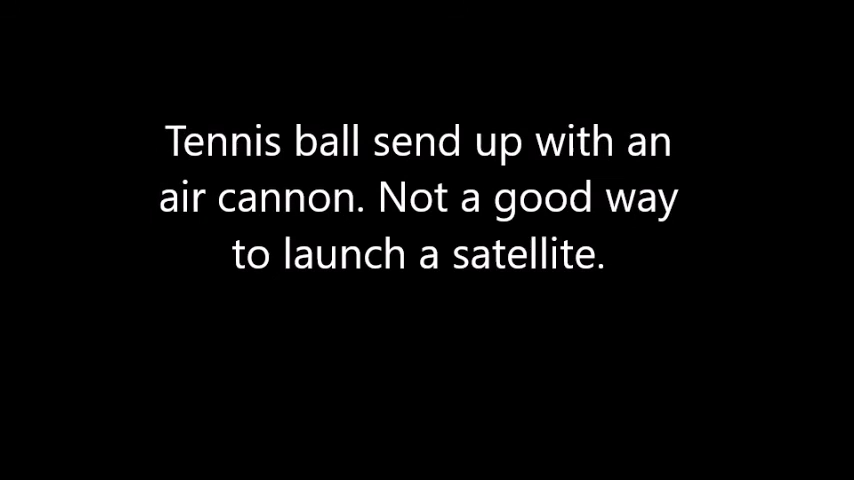 Tennis ball send up with an
air cannon. Not a good way
to launch a satellite.